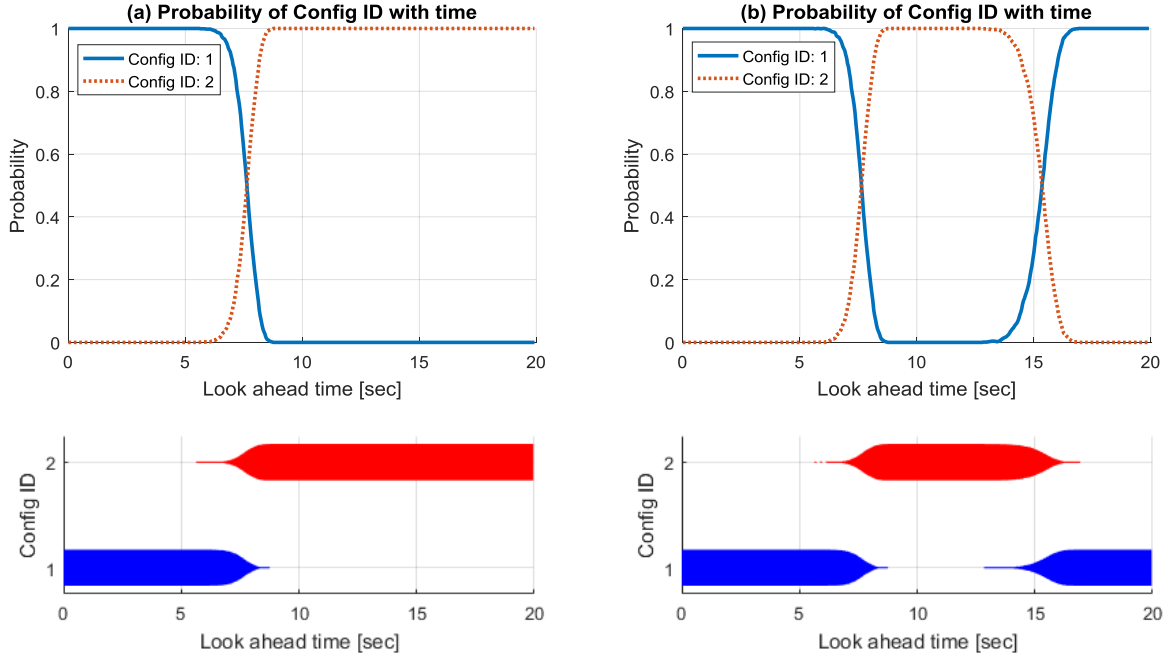 (a) Probability of Config ID with time
1
0.8
0.6
0.4
0.2
0
Probability
Config ID: 1
Config ID: 2
0 5 10 15 20
Look ahead time [sec]
(b) Probability of Config ID with time
1
0.8
0.6
0.4
0.2
0
Probability
Config ID: 1
Config ID: 2
0 5 10 15 20
Look ahead time [sec]
2
1
Config ID
0 5 10 15 20
Look ahead time [sec]
2
1
Config ID
0 5 10 15 20
Look ahead time [sec]